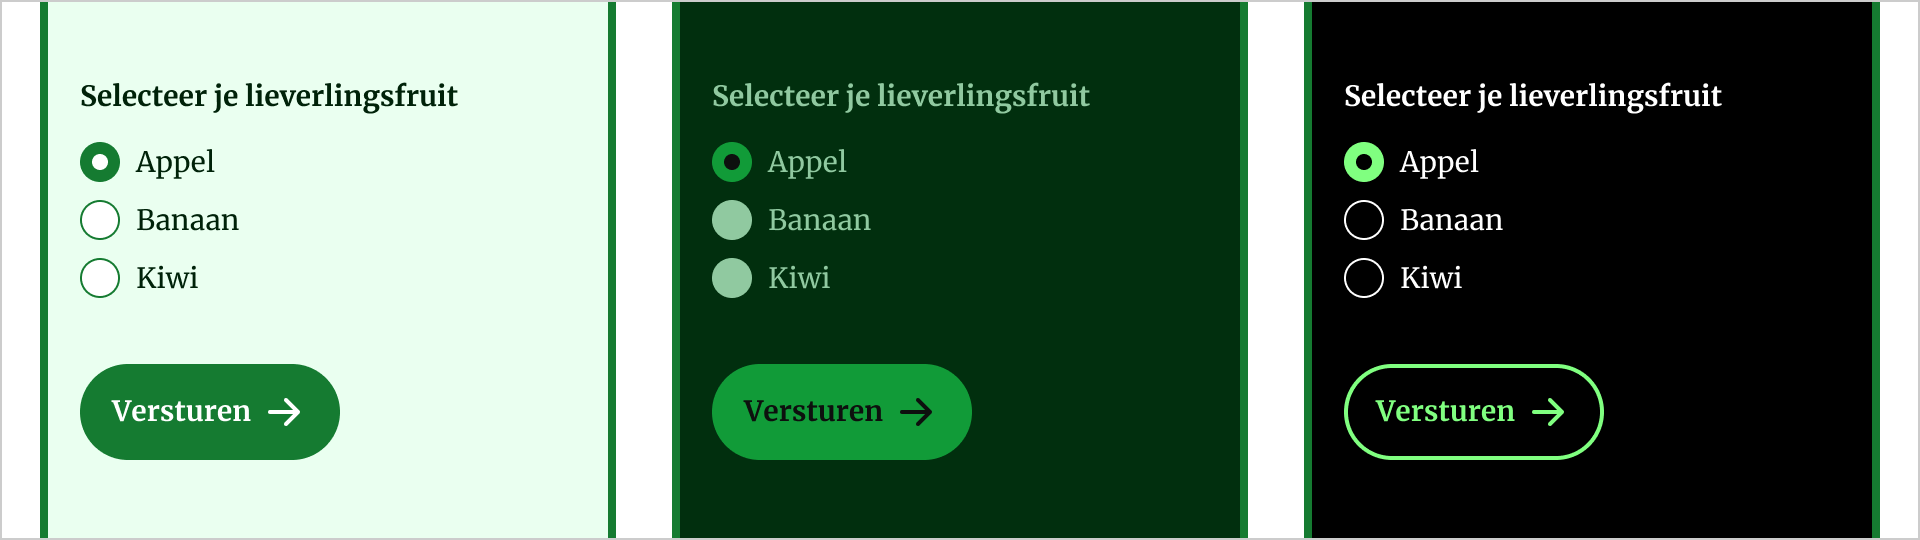 Selecteer je lieverlingsfruit
Appel
Banaan
Kiwi
Versturen
Selecteer je lieverlingsfruit
Appel
Banaan
Kiwi
Versturen
Selecteer je lieverlingsfruit
Appel
Banaan
Kiwi
Versturen